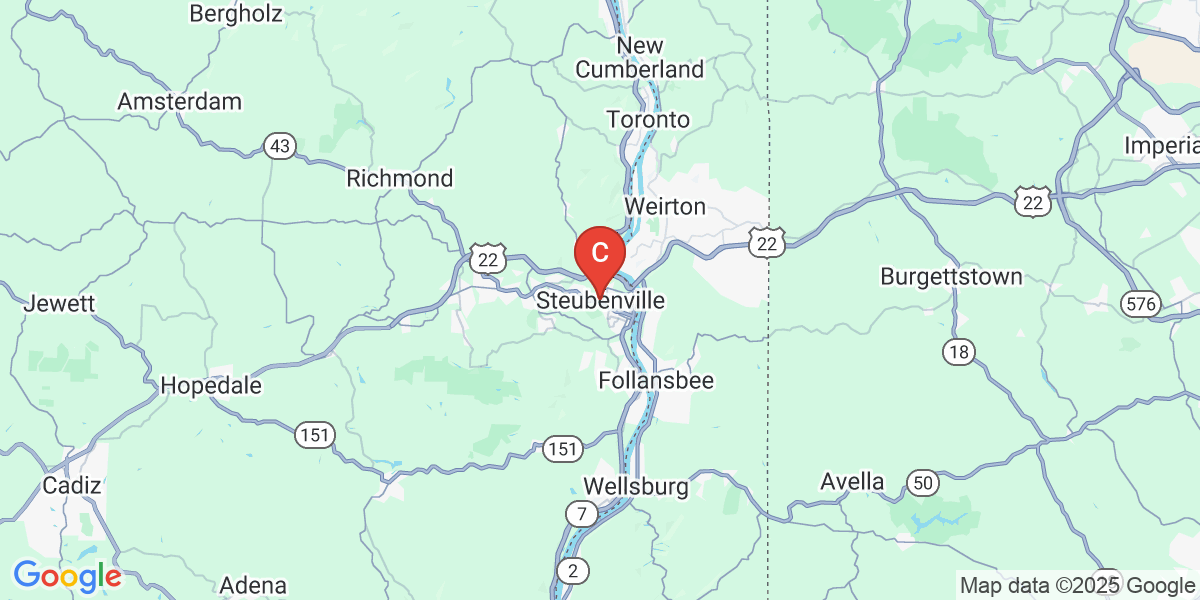 Bergholz
New
Cumberland
Amsterdam
Toronto
43
Imperia
Richmond
22
Weirton
22
C
22
Burgettstown
Jewett
Steubenville
576
18
Hopedale
Follansbee
151
151
Cadiz
Wellsburg
Avella
50
7
2
Google
Adena
Map data ©2025 Google